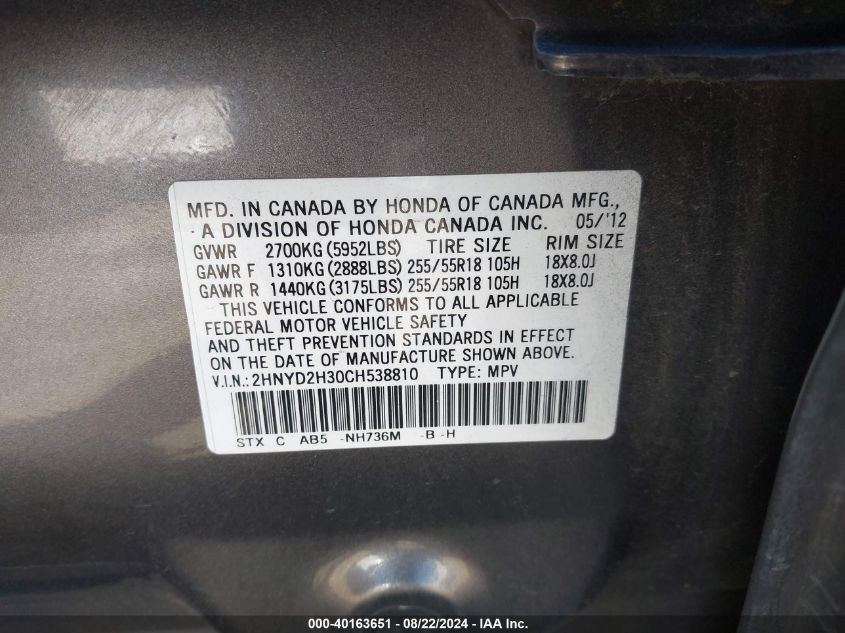 MFD. IN CANADA BY HONDA OF CANADA MFG.,
A DIVISION OF HONDA CANADA INC. 05/'12
GVWR 2700KG(5952LBS) TIRE SIZE RIM SIZE
GAWR F 1310KG(2888LBS) 255/55R18 105H 18X8.0J
GAWR R 1440KG(3175LBS) 255/55R18 105H 18X8.0J
THIS VEHICLE CONFORMS TO ALL APPLICABLE
FEDERAL MOTOR VEHICLE SAFETY
AND THEFT PREVENTION STANDARDS IN EFFECT
ON THE DATE OF MANUFACTURE SHOWN ABOVE.
V.I.N.: 2HNYD2H30CH538810 TYPE: MPV
STX C AB5 -NH736M -B -H
000-40163651 - 08/22/2024 - IAA Inc.